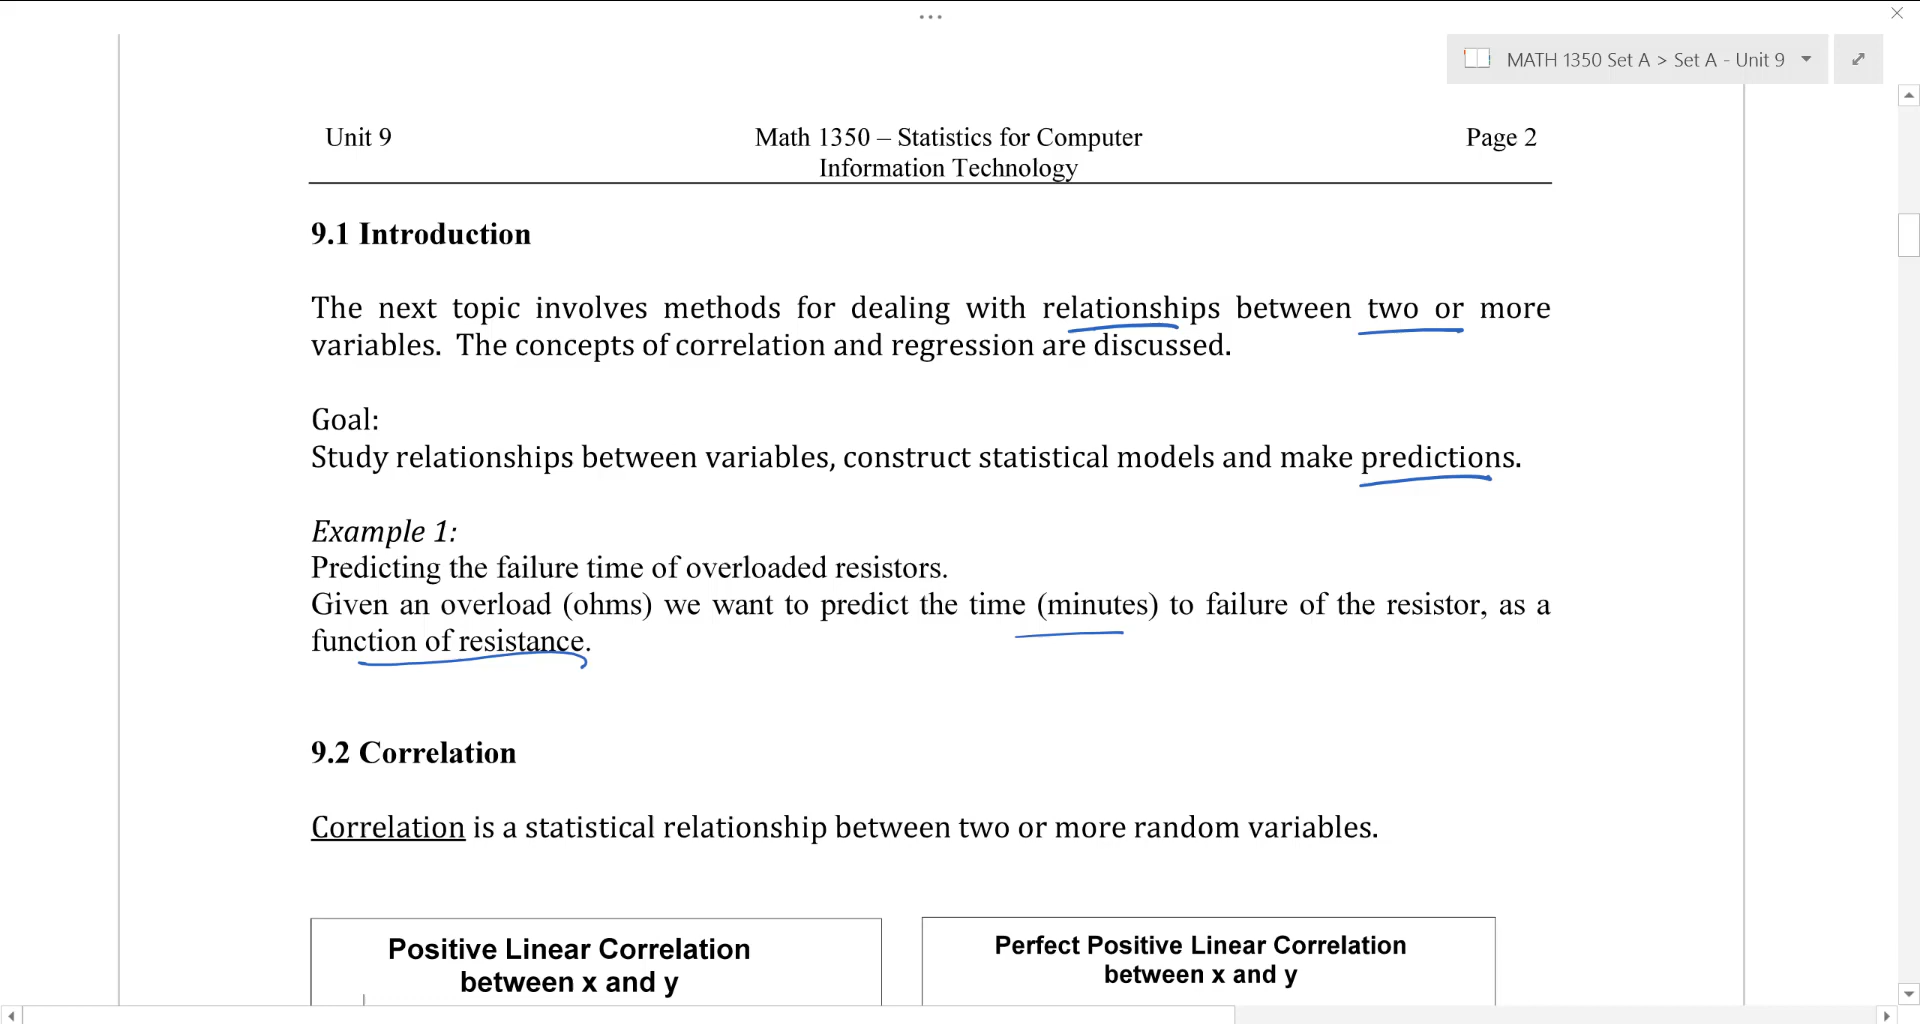 MATH 1350 Set A > Set A - Unit 9
Unit 9
Math 1350 – Statistics for Computer
Information Technology
Page 2
9.1 Introduction
The next topic involves methods for dealing with relationships between two or more
variables. The concepts of correlation and regression are discussed.
Goal:
Study relationships between variables, construct statistical models and make predictions.
Example 1:
Predicting the failure time of overloaded resistors.
Given an overload (ohms) we want to predict the time (minutes) to failure of the resistor, as a
function of resistance.
9.2 Correlation
Correlation is a statistical relationship between two or more random variables.
Positive Linear Correlation
between x and y
Perfect Positive Linear Correlation
between x and y